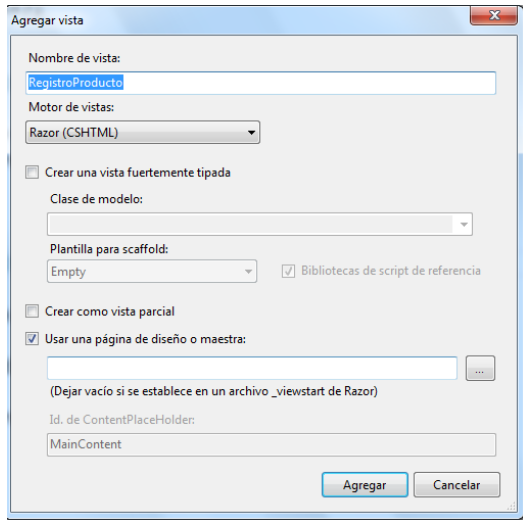 Agregar vista
Nombre de vista:
RegistroProducto
Motor de vistas:
Razor (CSHTML)
Crear una vista fuertemente tipada
Clase de modelo:
Plantilla para scaffold:
Empty
Bibliotecas de script de referencia
Crear como vista parcial
Usar una página de diseño o maestra:
...
(Dejar vacío si se establece en un archivo _viewstart de Razor)
Id. de ContentPlaceHolder:
MainContent
Agregar
Cancelar